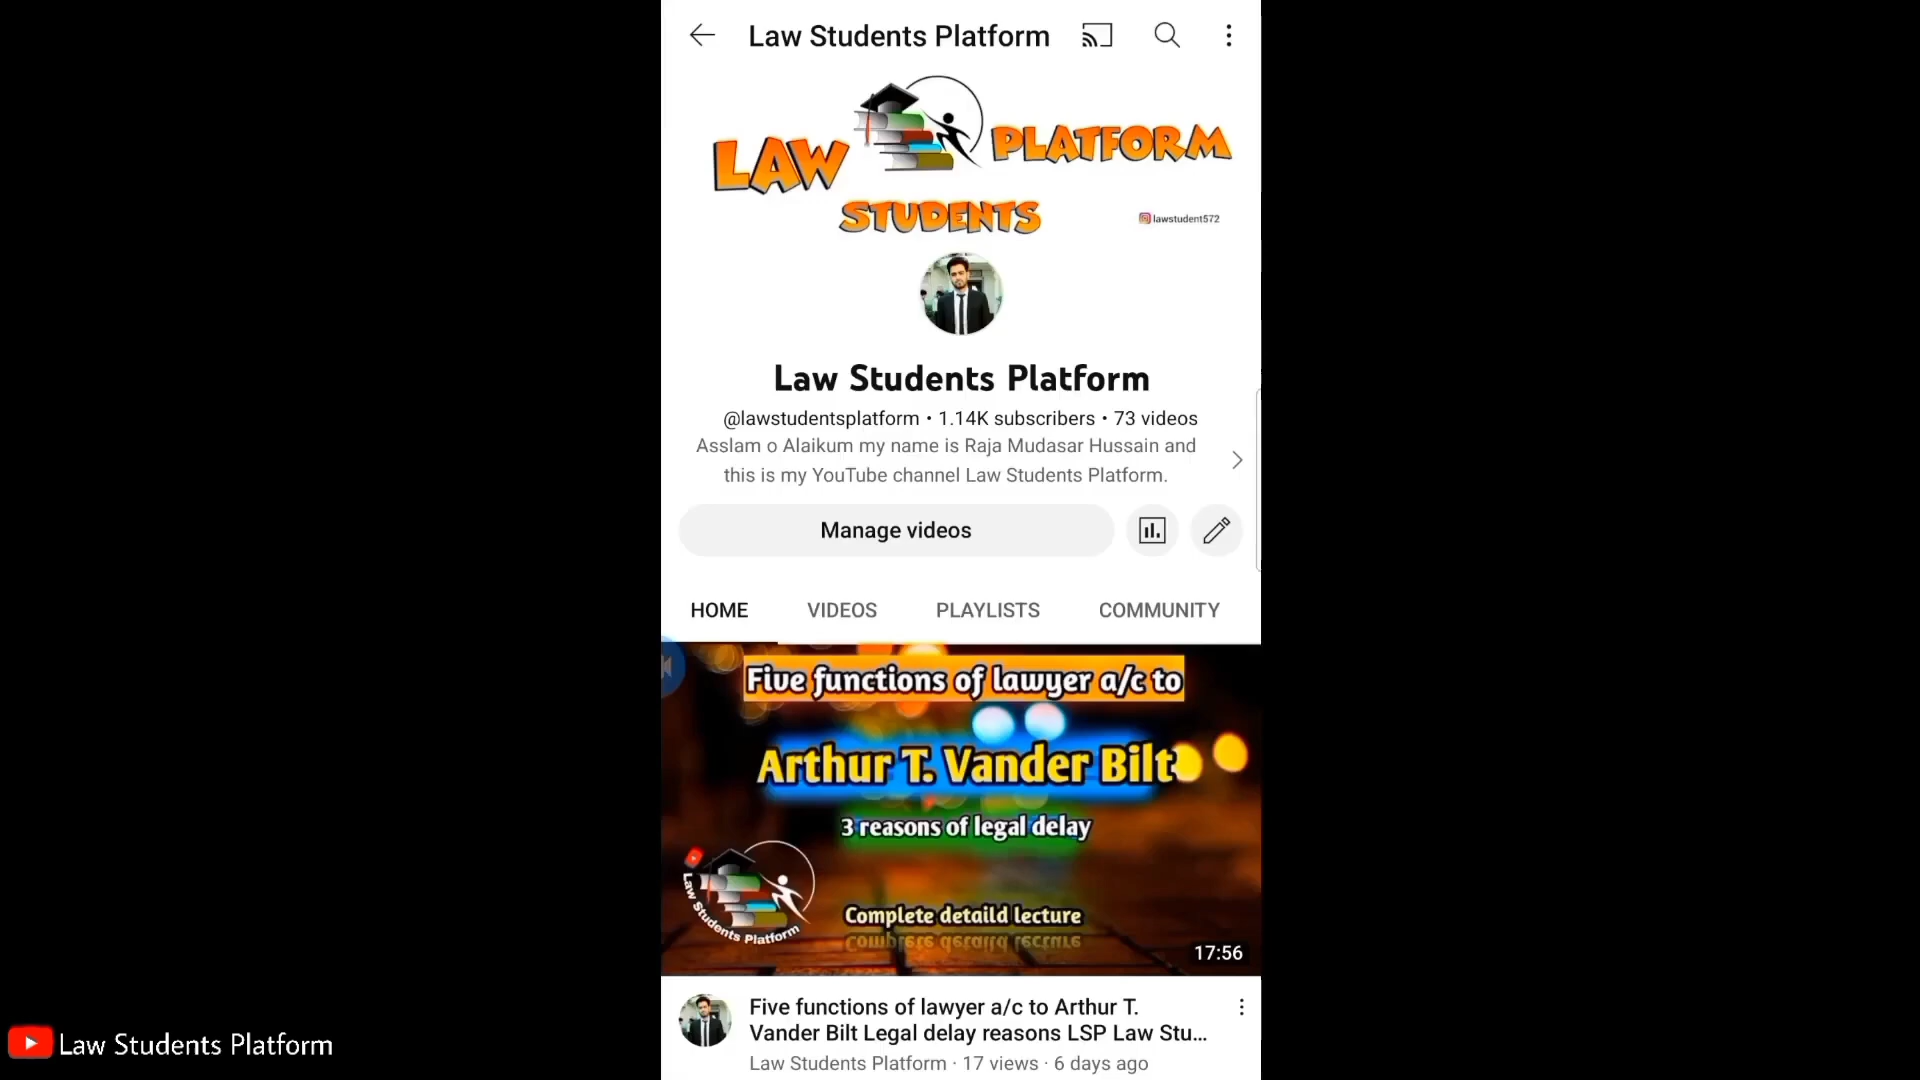 Law Students Platform
LAW PLATFORM
STUDENTS
lawstudent572
Law Students Platform
@lawstudentsplatform • 1.14K subscribers • 73 videos
Asslam o Alaikum my name is Raja Mudasar Hussain and
this is my YouTube channel Law Students Platform.
Manage videos
HOME VIDEOS PLAYLISTS COMMUNITY
Five functions of lawyer a/c to
Arthur T. Vander Bilt
3 reasons of legal delay
Law Students Platform
Complete detaild lecture
17:56
Five functions of lawyer a/c to Arthur T.
Vander Bilt Legal delay reasons LSP Law Stu...
Law Students Platform · 17 views · 6 days ago
Law Students Platform